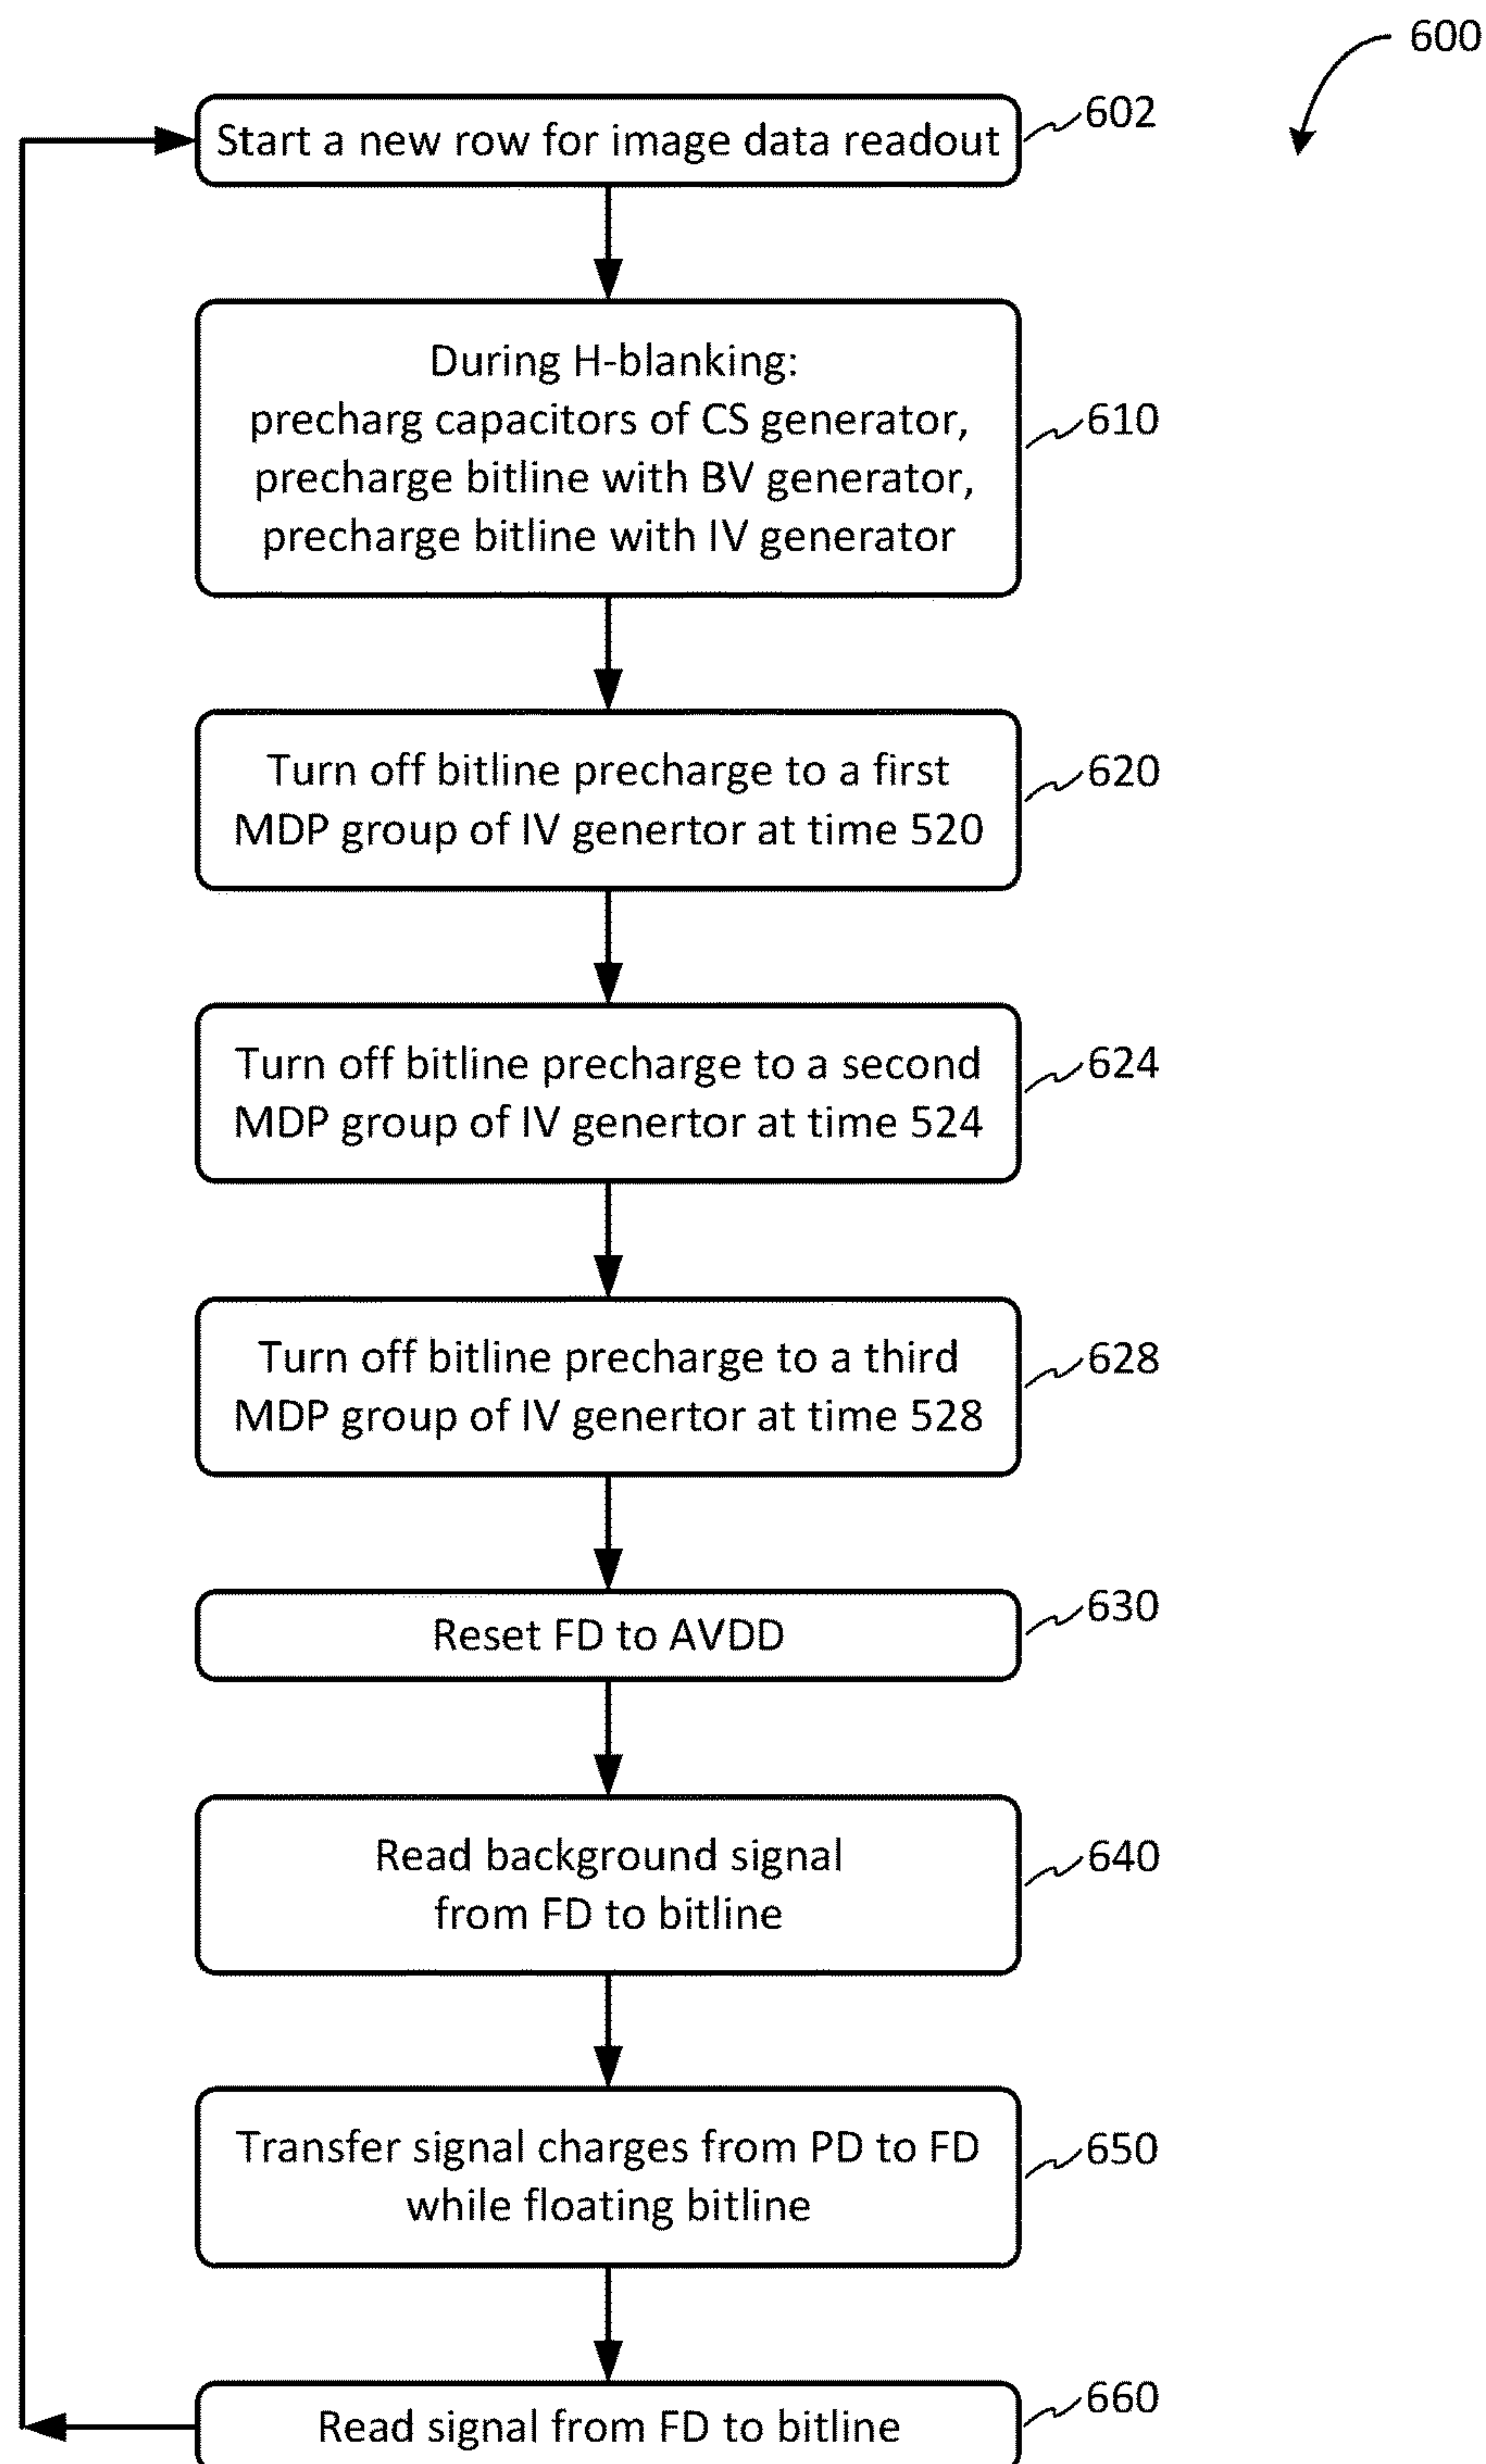 600
Start a new row for image data readout
602
During H-blanking:
precharg capacitors of CS generator,
precharge bitline with BV generator,
precharge bitline with IV generator
610
Turn off bitline precharge to a first
MDP group of IV genertor at time 520
620
Turn off bitline precharge to a second
MDP group of IV genertor at time 524
624
Turn off bitline precharge to a third
MDP group of IV genertor at time 528
628
Reset FD to AVDD
630
Read background signal
from FD to bitline
640
Transfer signal charges from PD to FD
while floating bitline
650
Read signal from FD to bitline
660